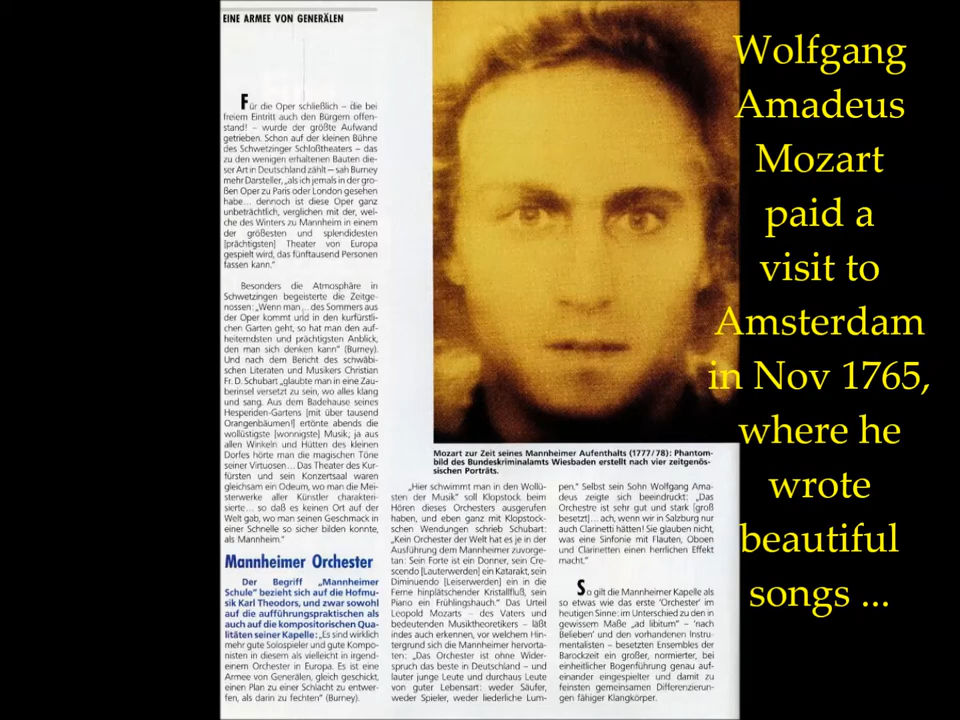 EINE ARMEE VON GENERÄLEN
Für die Oper schließlich – die bei
freiem Eintritt auch den Bürgern offen-
stand! – wurde der größte Aufwand
getrieben. Schon auf der kleinen Bühne
des Schwetzinger Schloßtheaters – das
zu den wenigen erhaltenen Bauten die-
ser Art in Deutschland zählt – sah Burney
mehr Darsteller, „als ich jemals in der gro-
ßen Oper zu Paris oder London gesehen
habe... dennoch ist diese Oper ganz
unbeträchtlich, verglichen mit der, wel-
che des Winters zu Mannheim in einem
der größesten und splendidesten
[prächtigsten] Theater von Europa
gespielt wird, das fünftausend Personen
fassen kann.“
Besonders die Atmosphäre in
Schwetzingen begeisterte die Zeitge-
nossen: „Wenn man... des Sommers aus
der Oper kommt und in den kurfürstli-
chen Garten geht, so hat man den auf-
heiterndsten und prächtigsten Anblick,
den man sich denken kann“ (Burney).
Und nach dem Bericht des schwäbi-
schen Literaten und Musikers Christian
Fr. D. Schubart „glaubte man in eine Zau-
berinsel versetzt zu sein, wo alles klang
und sang. Aus dem Badehause seines
Hesperiden-Gartens [mit über tausend
Orangenbäumen!] ertönte abends die
wollüstigste [wonnigste] Musik; ja aus
allen Winkeln und Hütten des kleinen
Dorfes hörte man die magischen Töne
seiner Virtuosen... Das Theater des Kur-
fürsten und sein Konzertsaal waren
gleichsam ein Odeum, wo man die Mei-
sterwerke aller Künstler charakteri-
sierte... so daß es keinen Ort auf der
Welt gab, wo man seinen Geschmack in
einer Schnelle so sicher bilden konnte,
als Mannheim.“
Mannheimer Orchester
Der Begriff „Mannheimer
Schule“ bezieht sich auf die Hofmu-
sik Karl Theodors, und zwar sowohl
auf die aufführungspraktischen als
auch auf die kompositorischen Qua-
litäten seiner Kapelle: „Es sind wirklich
mehr gute Solospieler und gute Kompo-
nisten in diesem als vielleicht in irgend-
einem Orchester in Europa. Es ist eine
Armee von Generälen, gleich geschickt,
einen Plan zu einer Schlacht zu entwer-
fen, als darin zu fechten“ (Burney).
Mozart zur Zeit seines Mannheimer Aufenthalts (1777/78): Phantom-
bild des Bundeskriminalamts Wiesbaden erstellt nach vier zeitgenös-
sischen Porträts.
„Hier schwimmt man in den Wollü-
sten der Musik“ soll Klopstock beim
Hören dieses Orchesters ausgerufen
haben, und eben ganz mit Klopstock-
schen Wendungen schrieb Schubart:
„Kein Orchester der Welt hat es je in der
Ausführung dem Mannheimer zuvorge-
tan: Sein Forte ist ein Donner, sein Cre-
scendo [Lauterwerden] ein Katarakt, sein
Diminuendo [Leiserwerden] ein in die
Ferne hinplätschender Kristallfluß, sein
Piano ein Frühlingshauch.“ Das Urteil
Leopold Mozarts – des Vaters und
bedeutenden Musiktheoretikers – läßt
indes auch erkennen, vor welchem Hin-
tergrund sich die Mannheimer hervorta-
ten: „Das Orchester ist ohne Wider-
spruch das beste in Deutschland – und
lauter junge Leute und durchaus Leute
von guter Lebensart: weder Säufer,
weder Spieler, weder liederliche Lum-
pen.“ Selbst sein Sohn Wolfgang Ama-
deus zeigte sich beeindruckt: „Das
Orchestre ist sehr gut und stark [groß
besetzt]... ach, wenn wir in Salzburg nur
auch Clarinetti hätten! Sie glauben nicht,
was eine Sinfonie mit Flauten, Oboen
und Clarinetten einen herrlichen Effekt
macht.“
So gilt die Mannheimer Kapelle als
so etwas wie das erste 'Orchester' im
heutigen Sinne: im Unterschied zu den in
gewissem Maße „ad libitum“ – 'nach
Belieben' und den vorhandenen Instru-
mentalisten – besetzten Ensembles der
Barockzeit ein großer, normierter, bei
einheitlicher Bogenführung genau auf-
einander eingespielter und damit zu
feinsten gemeinsamen Differenzierun-
gen fähiger Klangkörper.
Wolfgang
Amadeus
Mozart
paid a
visit to
Amsterdam
in Nov 1765,
where he
wrote
beautiful
songs ...